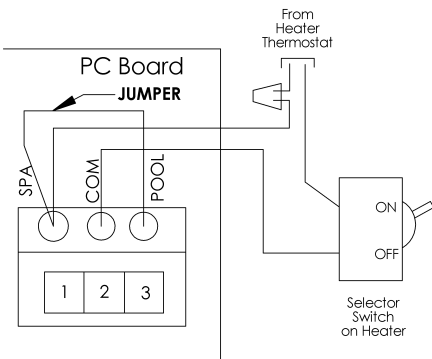 From
Heater
Thermostat
PC Board
JUMPER
SPA
COM
POOL
ON
OFF
1 2 3
Selector
Switch
on Heater